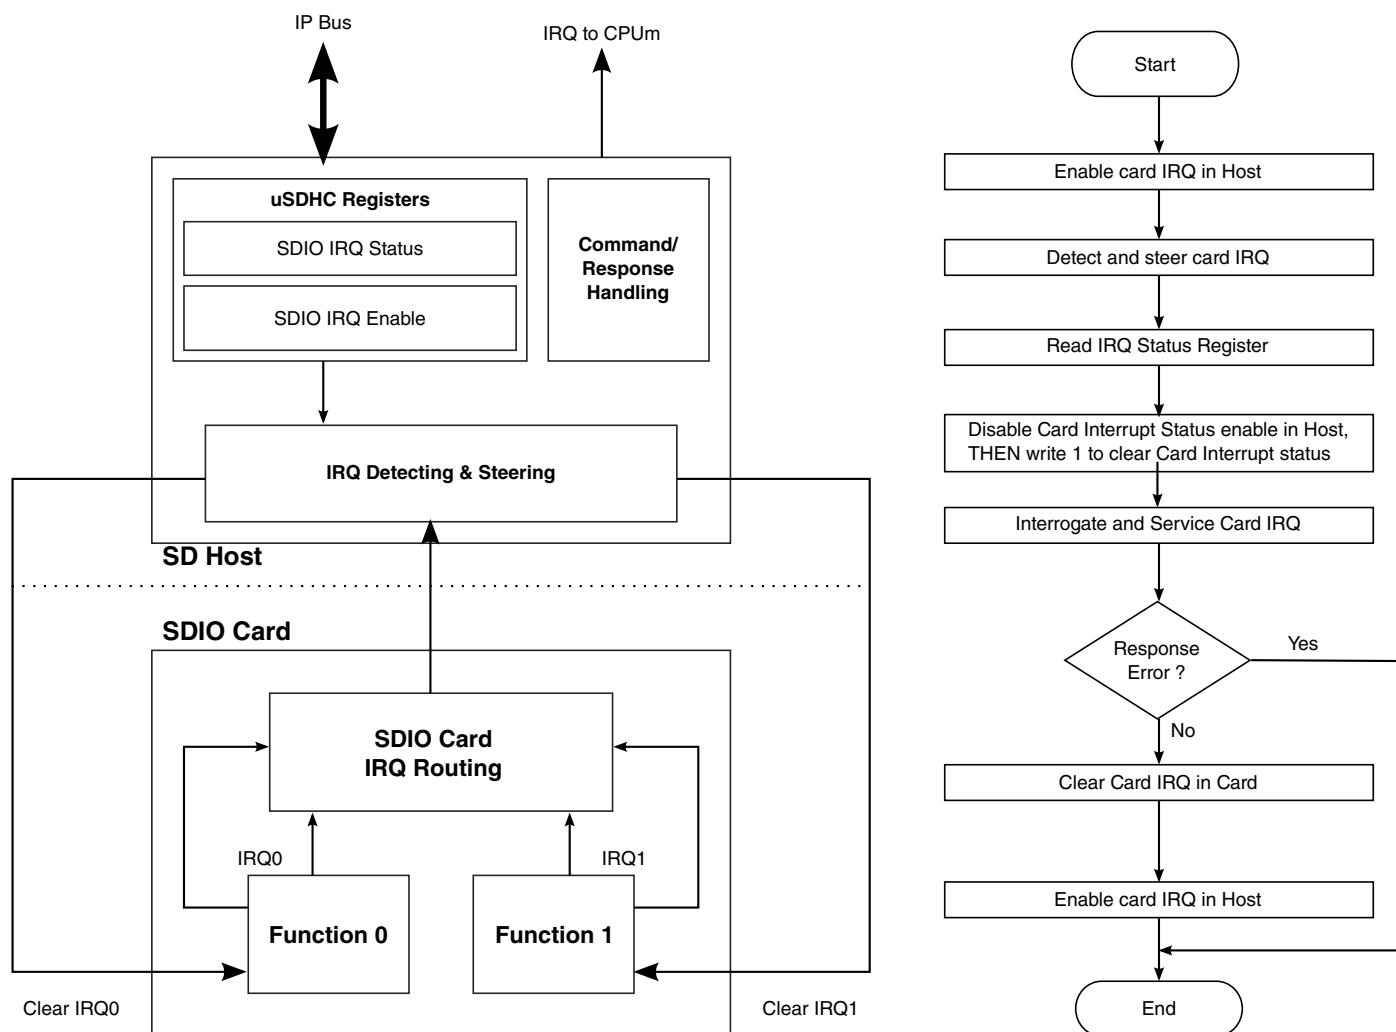 IP Bus
IRQ to CPUm
uSDHC Registers
SDIO IRQ Status
SDIO IRQ Enable
Command/
Response
Handling
IRQ Detecting & Steering
SD Host
SDIO Card
SDIO Card
IRQ Routing
IRQ0
IRQ1
Function 0
Function 1
Clear IRQ0
Clear IRQ1
Start
Enable card IRQ in Host
Detect and steer card IRQ
Read IRQ Status Register
Disable Card Interrupt Status enable in Host,
THEN write 1 to clear Card Interrupt status
Interrogate and Service Card IRQ
Response
Error ?
Yes
No
Clear Card IRQ in Card
Enable card IRQ in Host
End